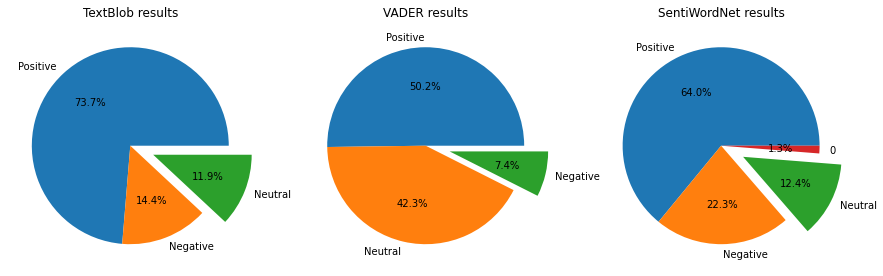 TextBlob results
Positive
73.7%
14.4%
Negative
11.9%
Neutral
VADER results
Positive
50.2%
42.3%
Neutral
7.4%
Negative
SentiWordNet results
Positive
64.0%
22.3%
Negative
12.4%
Neutral
1.3%
0